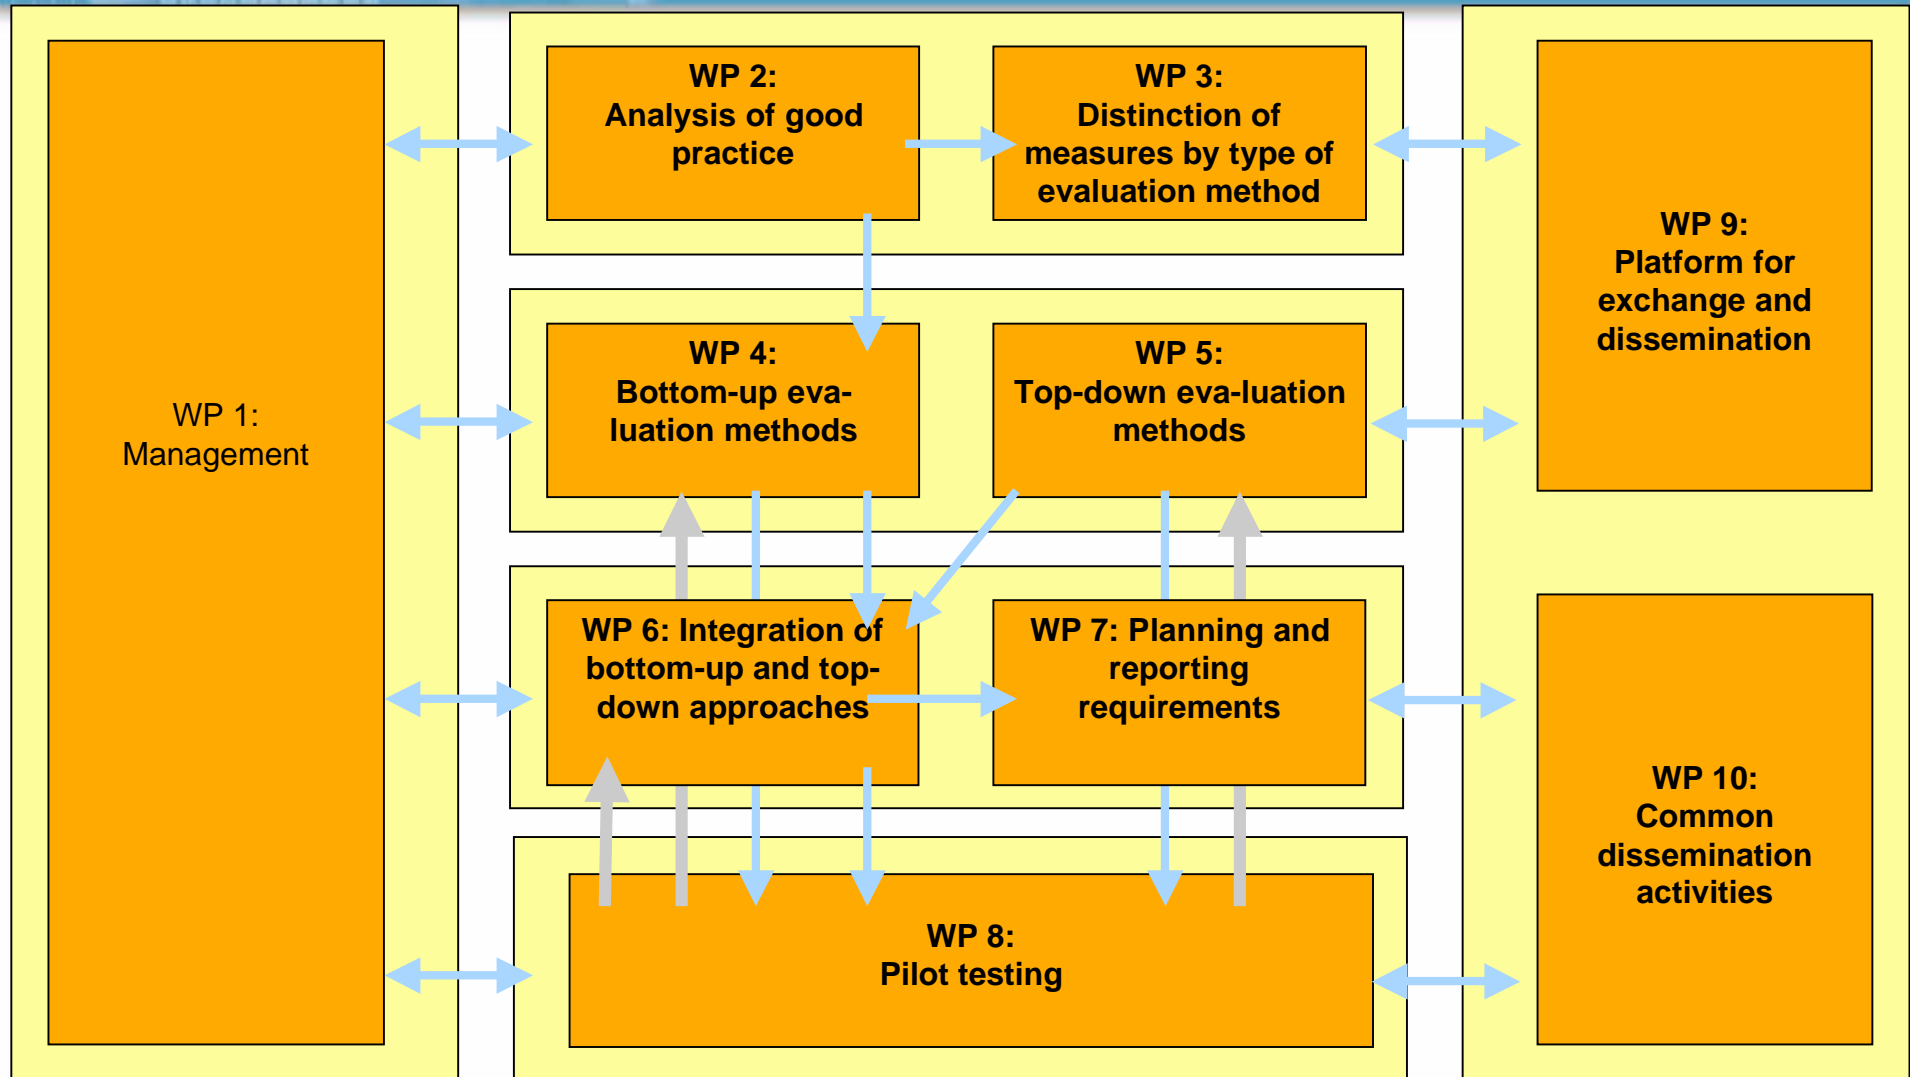 WP 1:
Management
WP 2:
Analysis of good
practice
WP 3:
Distinction of
measures by type of
evaluation method
WP 4:
Bottom-up eva-
luation methods
WP 5:
Top-down eva-luation
methods
WP 6: Integration of
bottom-up and top-
down approaches
WP 7: Planning and
reporting
requirements
WP 8:
Pilot testing
WP 9:
Platform for
exchange and
dissemination
WP 10:
Common
dissemination
activities